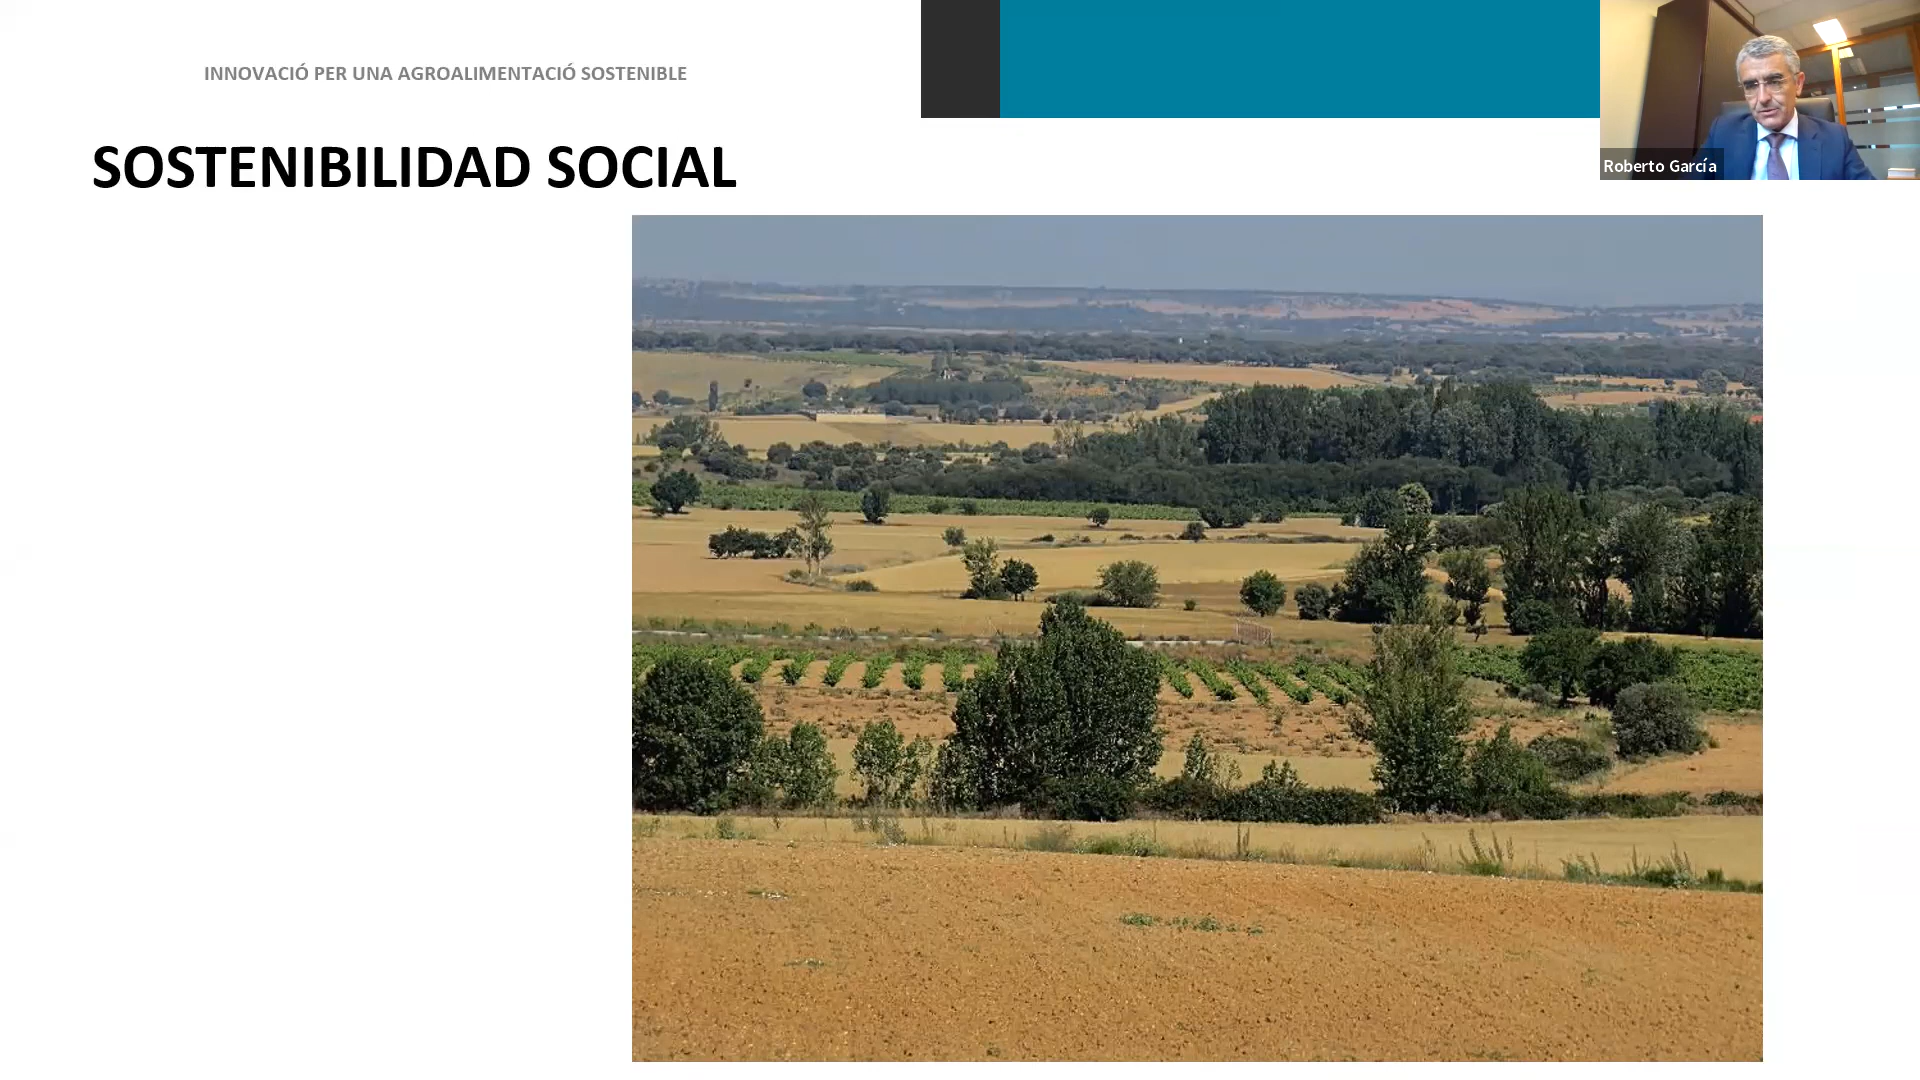 INNOVACIÓ PER UNA AGROALIMENTACIÓ SOSTENIBLE
SOSTENIBILIDAD SOCIAL
Roberto García